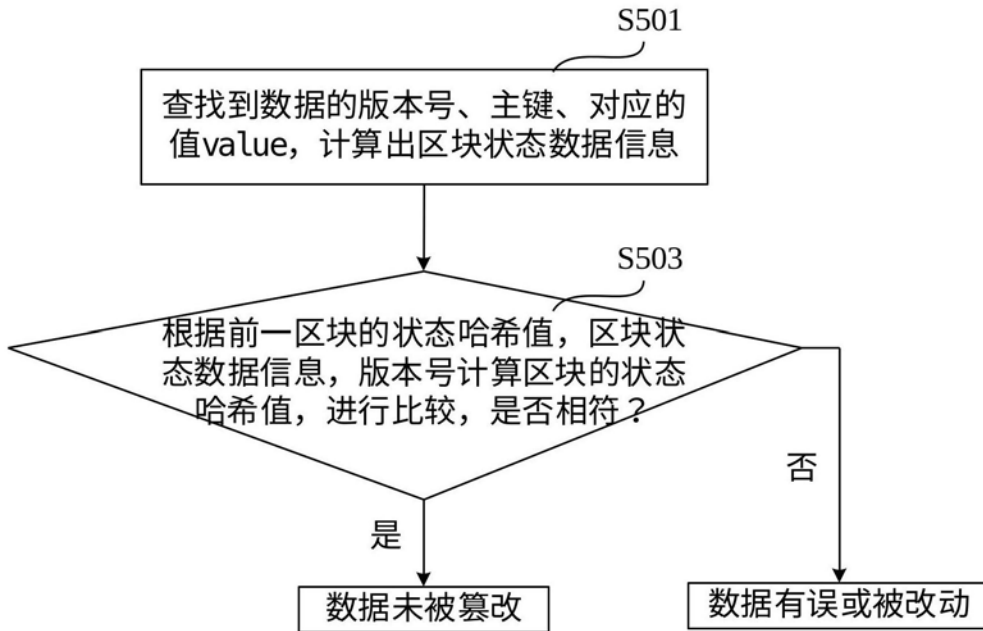 S501
查找到数据的版本号、主键、对应的
值value，计算出区块状态数据信息
S503
根据前一区块的状态哈希值，区块状
态数据信息，版本号计算区块的状态
哈希值，进行比较，是否相符？
否
是
数据未被篡改
数据有误或被改动